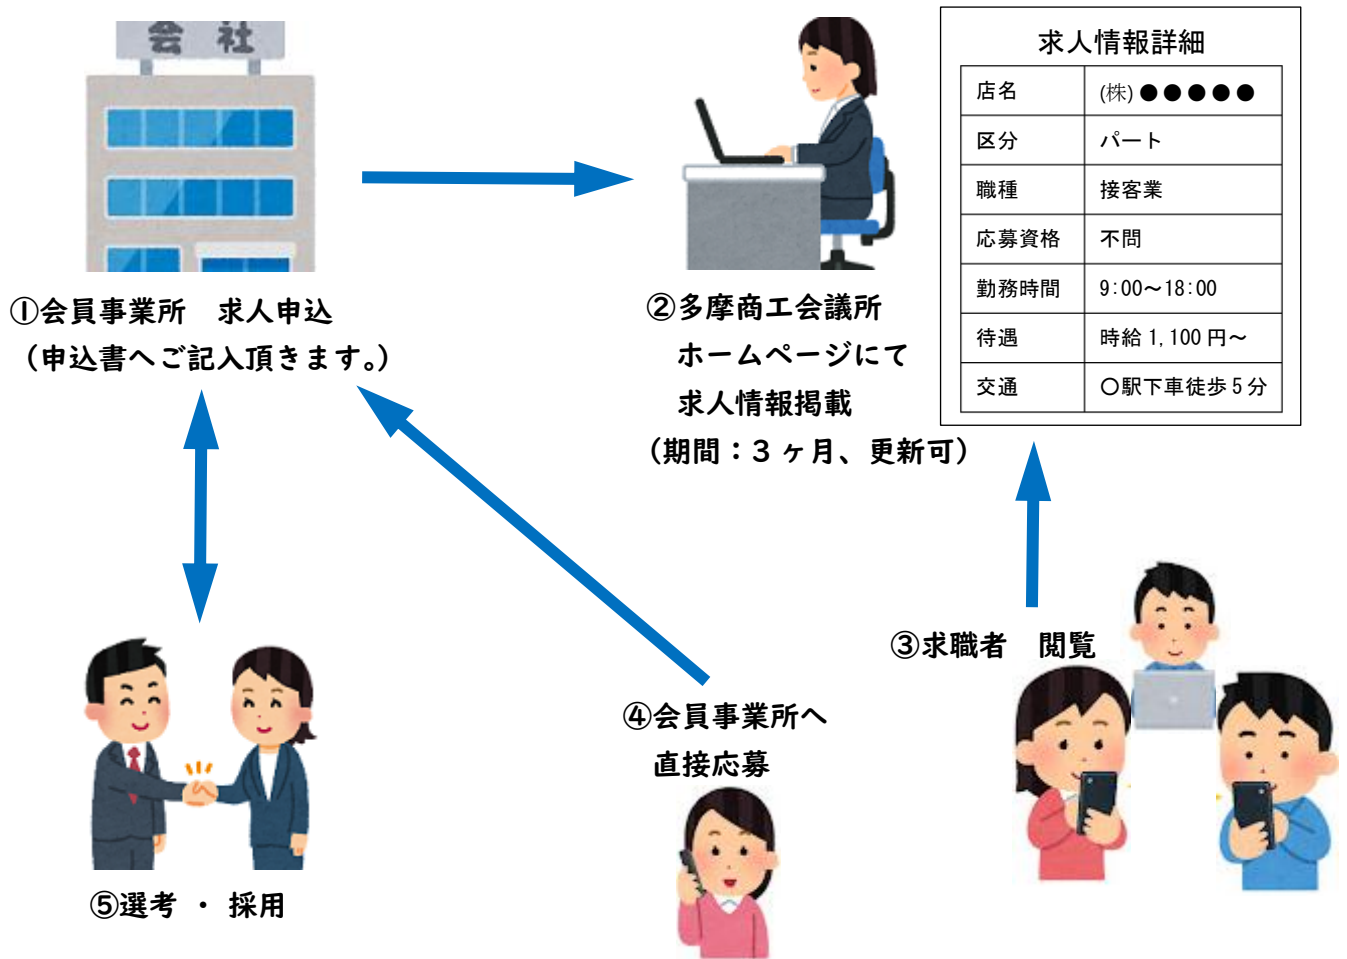 会 社
①会員事業所　求人申込
（申込書へご記入頂きます。）
②多摩商工会議所
ホームページにて
求人情報掲載
（期間：３ヶ月、更新可）
求人情報詳細
店名 (株)●●●●●
区分 パート
職種 接客業
応募資格 不問
勤務時間 9:00～18:00
待遇 時給 1,100 円～
交通 〇駅下車徒歩 5 分
③求職者　閲覧
④会員事業所へ
直接応募
⑤選考 ・ 採用